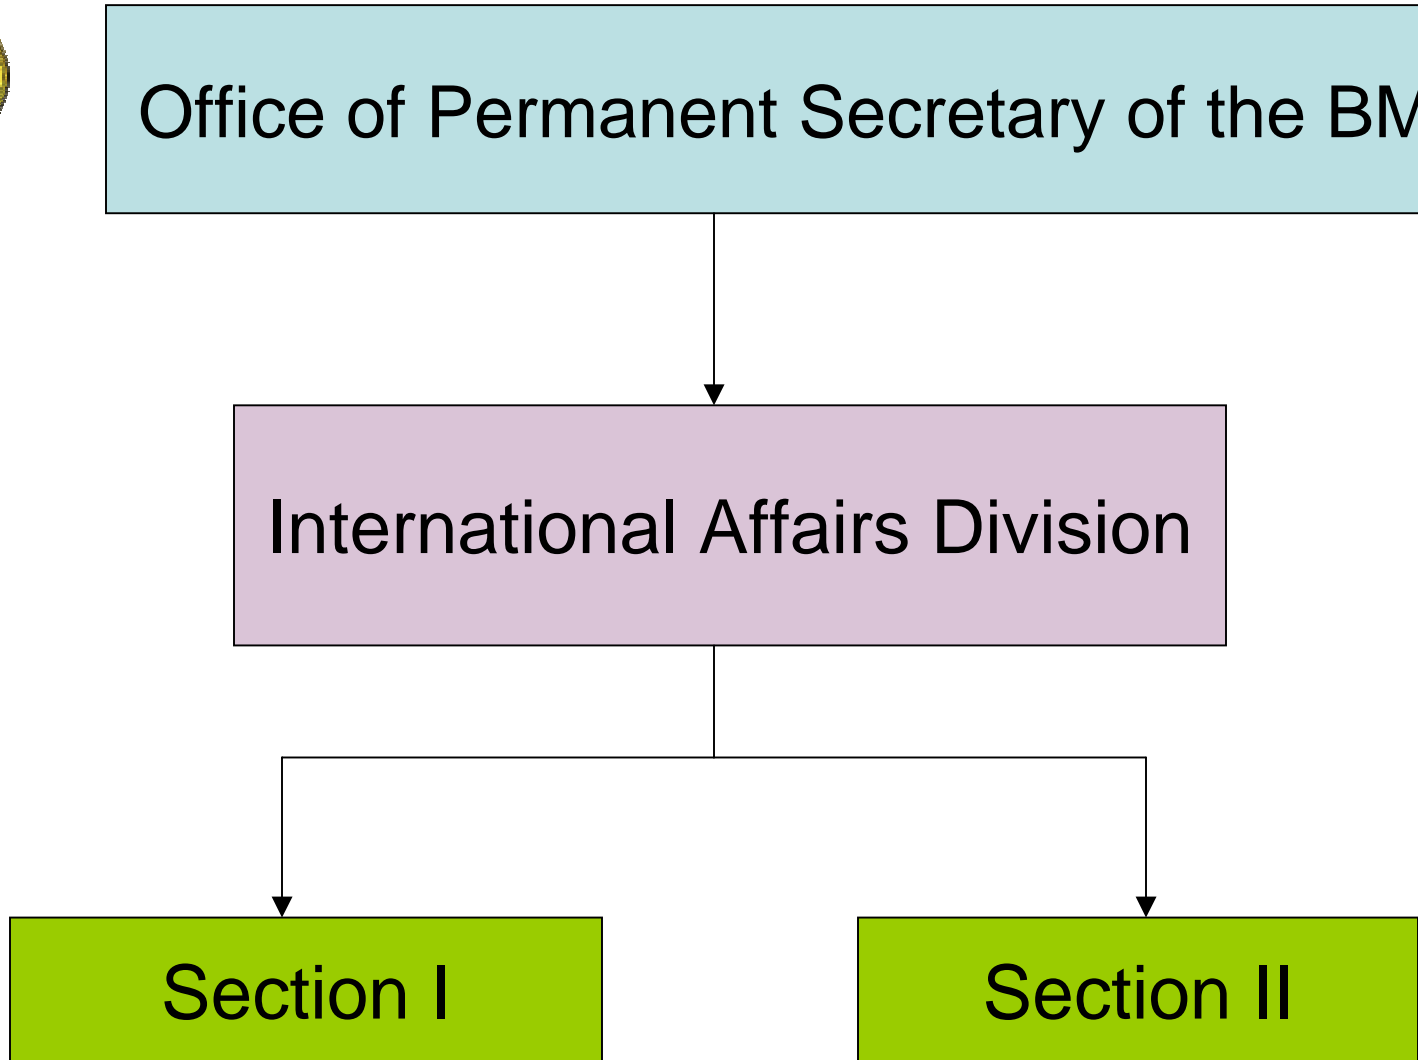 Office of Permanent Secretary of the BM
International Affairs Division
Section I
Section II